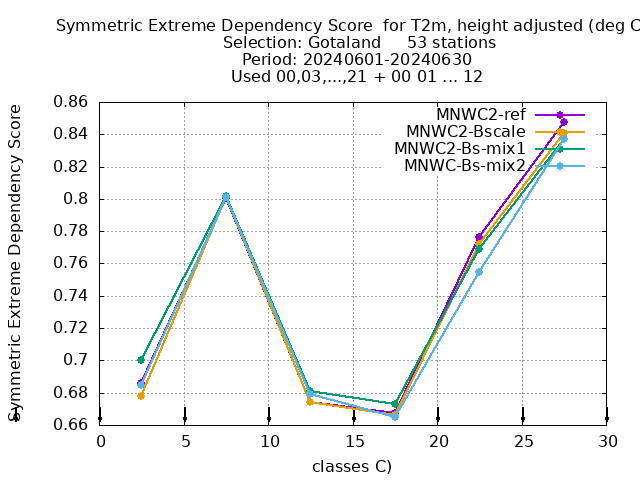 Symmetric Extreme Dependency Score for T2m, height adjusted (deg C
Selection: Gotaland 53 stations
Period: 20240601-20240630
Used 00,03,...,21 + 00 01 ... 12
Symmetric Extreme Dependency Score
0.86
0.84
0.82
0.8
0.78
0.76
0.74
0.72
0.7
0.68
0.66
MNWC2-ref
MNWC2-Bscale
MNWC2-Bs-mix1
MNWC-Bs-mix2
0 5 10 15 20 25 30
classes C)